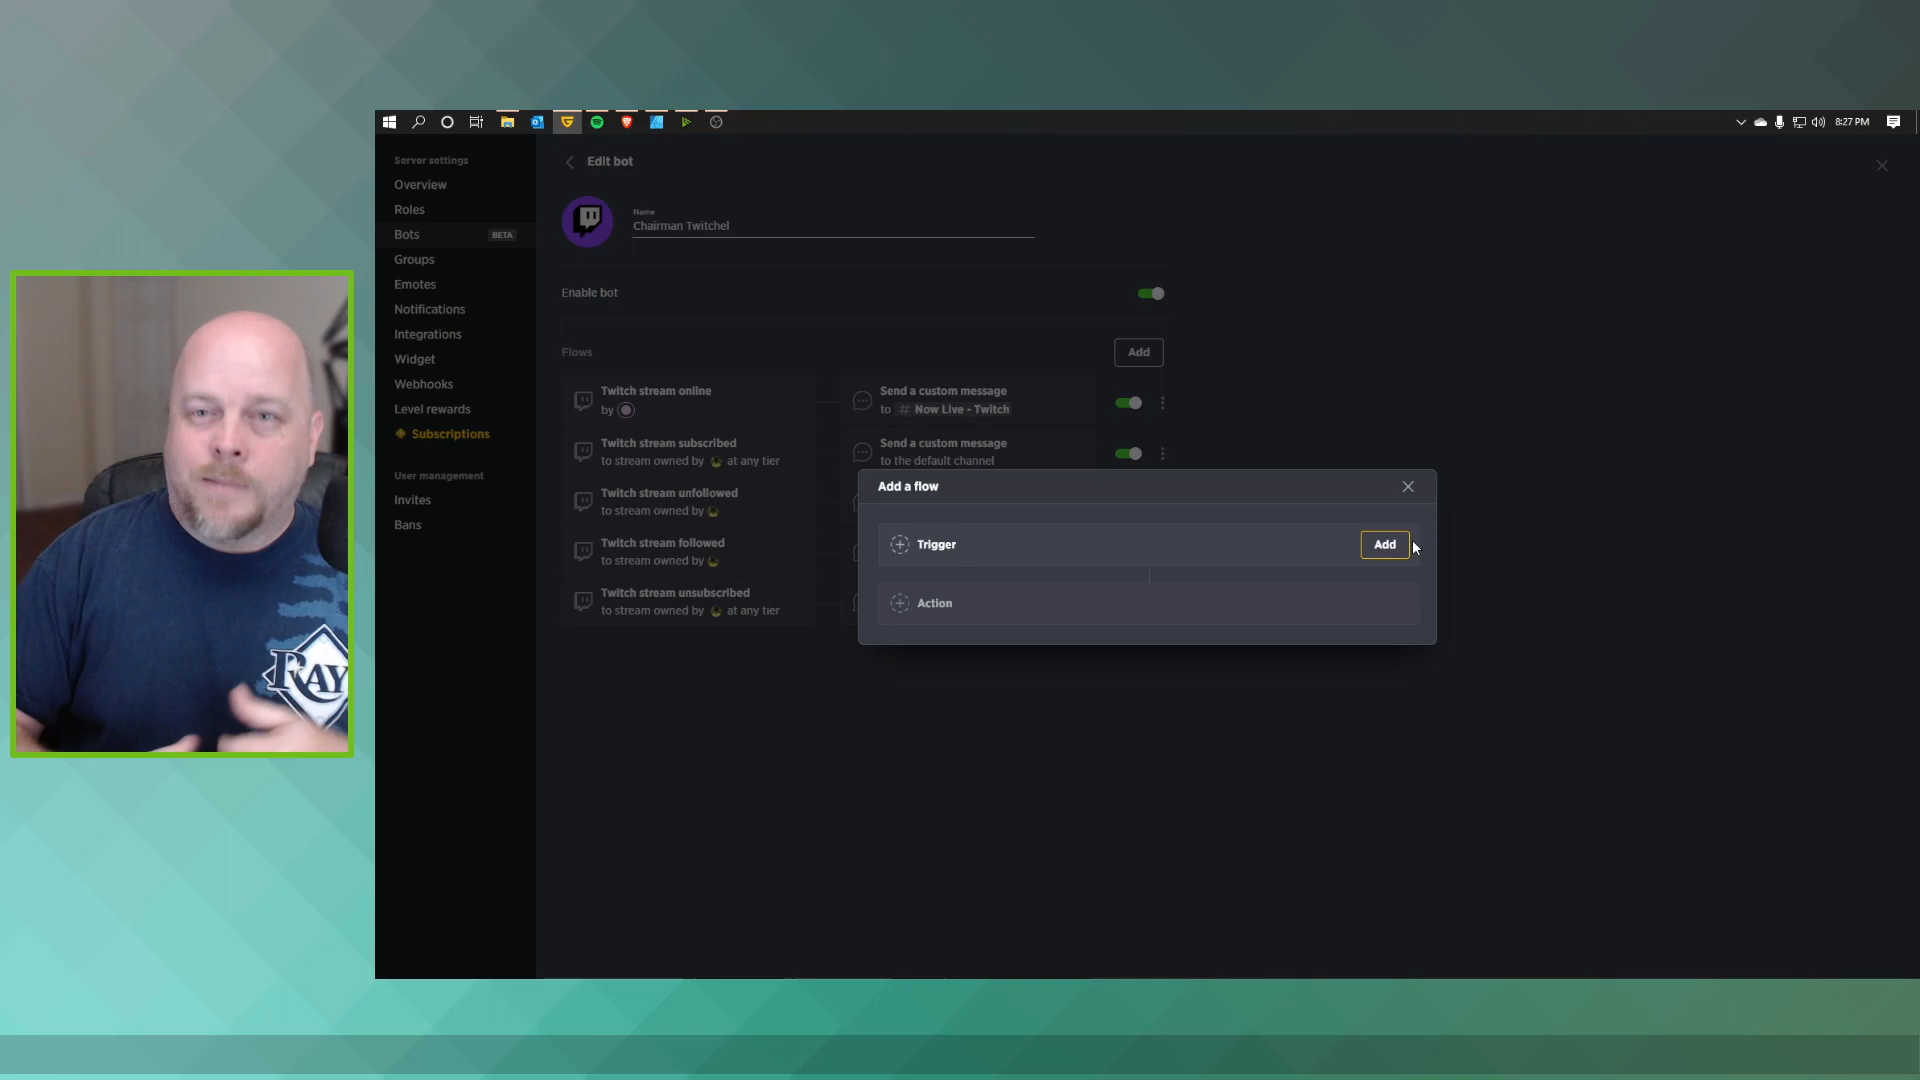 8:27 PM
Server settings
Overview
Roles
Bots BETA
Groups
Emotes
Notifications
Integrations
Widget
Webhooks
Level rewards
Subscriptions
User management
Invites
Bans
Edit bot
Name
Chairman Twitchel
Enable bot
Flows Add
Twitch stream online
by
Send a custom message
to # Now Live - Twitch
Twitch stream subscribed
to stream owned by at any tier
Send a custom message
to the default channel
Twitch stream unfollowed
to stream owned by
Twitch stream followed
to stream owned by
Twitch stream unsubscribed
to stream owned by at any tier
Add a flow
Trigger Add
Action
RAY